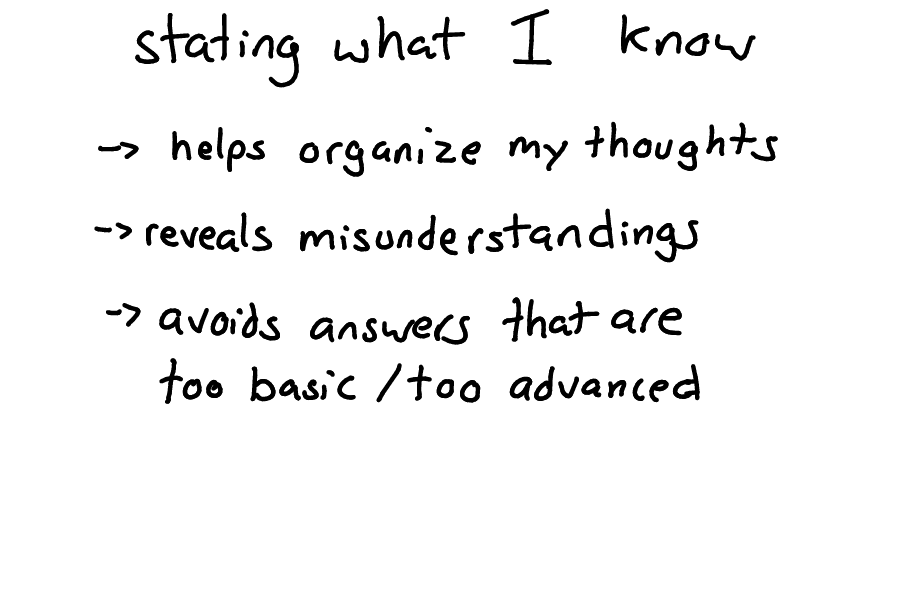 stating what I know
-> helps organize my thoughts
-> reveals misunderstandings
-> avoids answers that are
too basic / too advanced